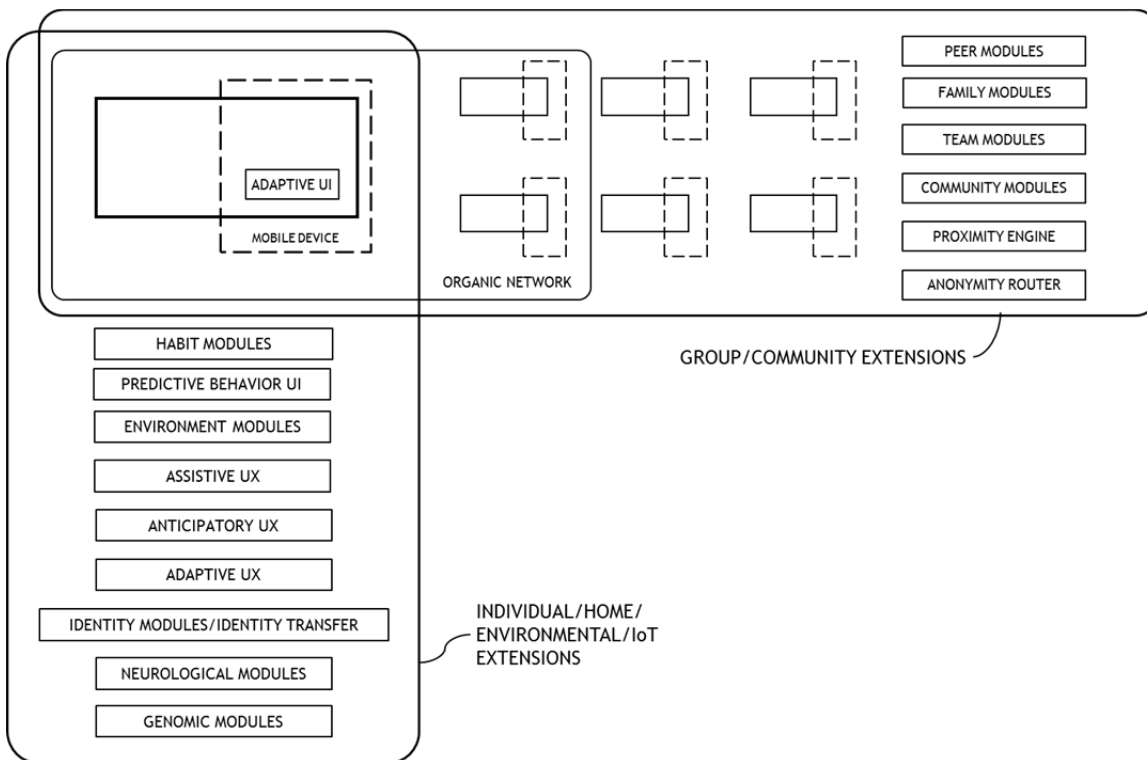 PEER MODULES
FAMILY MODULES
TEAM MODULES
COMMUNITY MODULES
PROXIMITY ENGINE
ANONYMITY ROUTER
ADAPTIVE UI
MOBILE DEVICE
ORGANIC NETWORK
GROUP/COMMUNITY EXTENSIONS
HABIT MODULES
PREDICTIVE BEHAVIOR UI
ENVIRONMENT MODULES
ASSISTIVE UX
ANTICIPATORY UX
ADAPTIVE UX
IDENTITY MODULES/IDENTITY TRANSFER
NEUROLOGICAL MODULES
GENOMIC MODULES
INDIVIDUAL/HOME/
ENVIRONMENTAL/IoT
EXTENSIONS